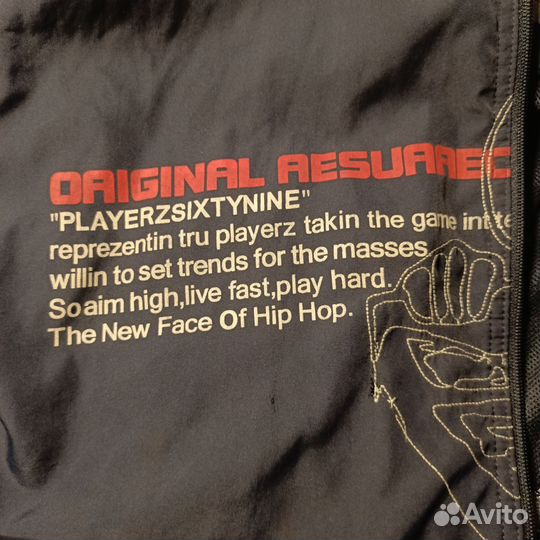 ORIGINAL RESURREC
"PLAYERZSIXTYNINE"
reprezentin tru playerz takin the game int
willin to set trends for the masses
So aim high,live fast,play hard.
The New Face Of Hip Hop.
Avito